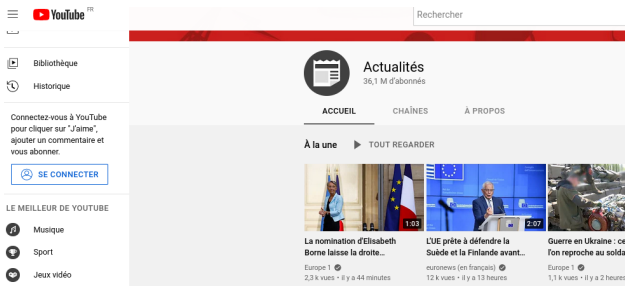 YouTube FR
Rechercher
Bibliothèque
Historique
Connectez-vous à YouTube
pour cliquer sur "J'aime",
ajouter un commentaire et
vous abonner.
SE CONNECTER
LE MEILLEUR DE YOUTUBE
Musique
Sport
Jeux vidéo
Actualités
36,1 M d'abonnés
ACCUEIL CHAÎNES À PROPOS
À la une TOUT REGARDER
1:03
2:07
La nomination d'Elisabeth
Borne laisse la droite...
Europe 1
2,3 k vues • il y a 44 minutes
L'UE prête à défendre la
Suède et la Finlande avant...
euronews (en français)
12 k vues • il y a 13 heures
Guerre en Ukraine : ce
l'on reproche au solda
Europe 1
1,1 k vues • il y a 2 heures